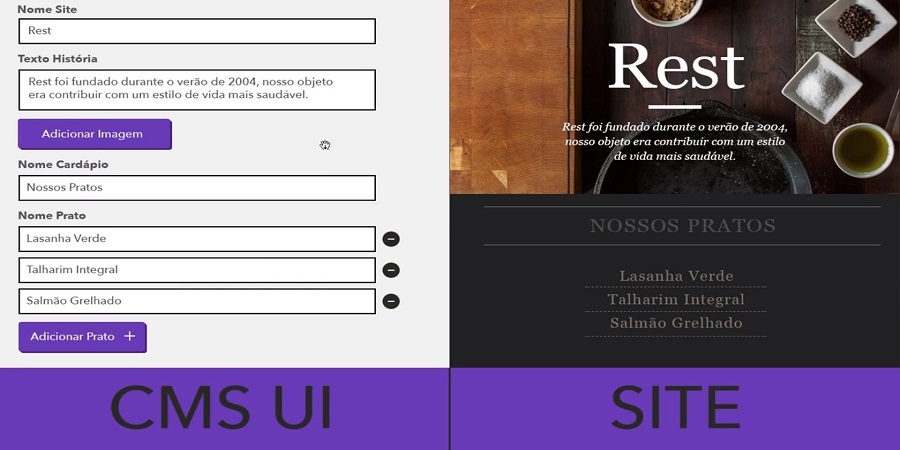 Nome Site
Rest
Texto História
Rest foi fundado durante o verão de 2004, nosso objeto
era contribuir com um estilo de vida mais saudável.
Adicionar Imagem
Nome Cardápio
Nossos Pratos
Nome Prato
Lasanha Verde
Talharim Integral
Salmão Grelhado
Adicionar Prato +
CMS UI
Rest
Rest foi fundado durante o verão de 2004,
nosso objeto era contribuir com um estilo
de vida mais saudável.
NOSSOS PRATOS
Lasanha Verde
Talharim Integral
Salmão Grelhado
SITE